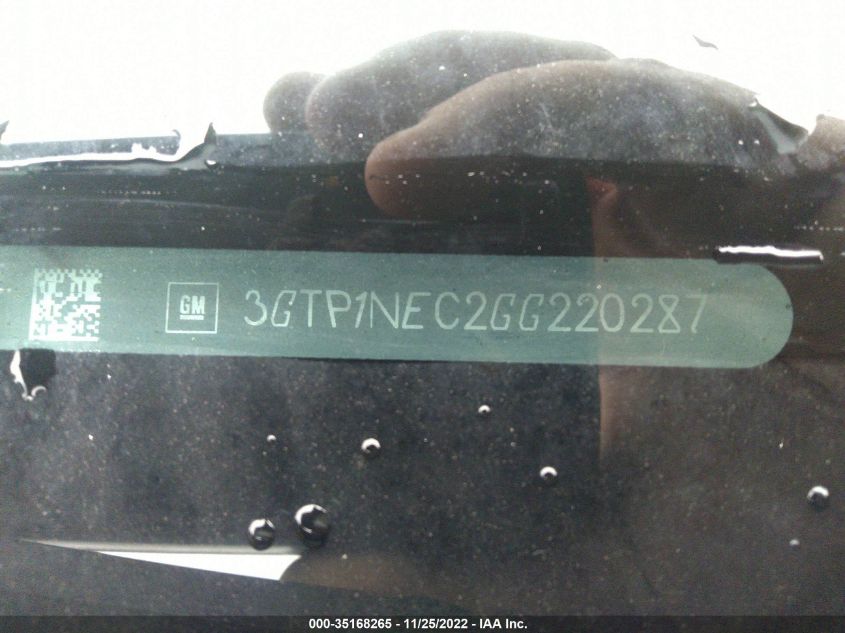 GM 3GTP1NEC2GG220287
000-35168265 - 11/25/2022 - IAA Inc.